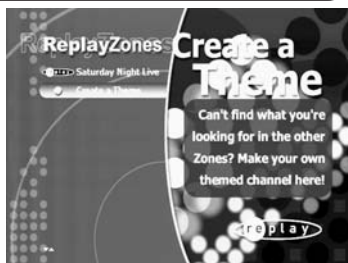 ReplayZones
Saturday Night Live
Create a Theme
Create a
Theme
Can't find what you're
looking for in the other
Zones? Make your own
themed channel here!
replay